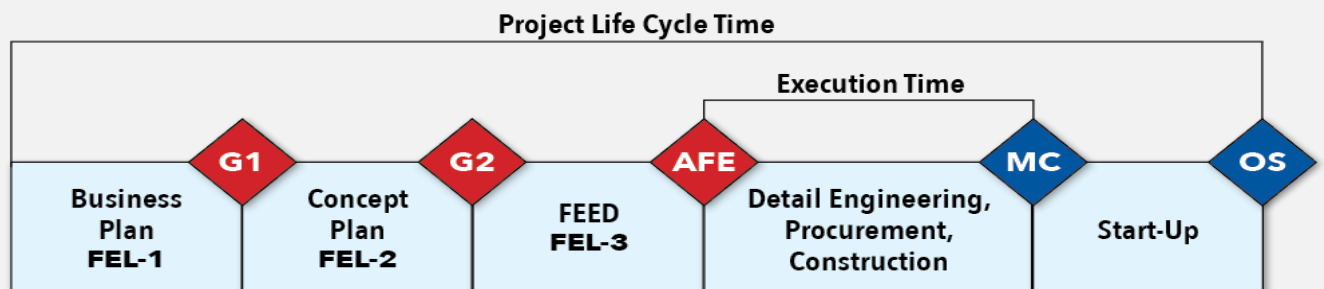 Project Life Cycle Time
Execution Time
G1
G2
AFE
MC
OS
Business
Plan
FEL-1
Concept
Plan
FEL-2
FEED
FEL-3
Detail Engineering,
Procurement,
Construction
Start-Up